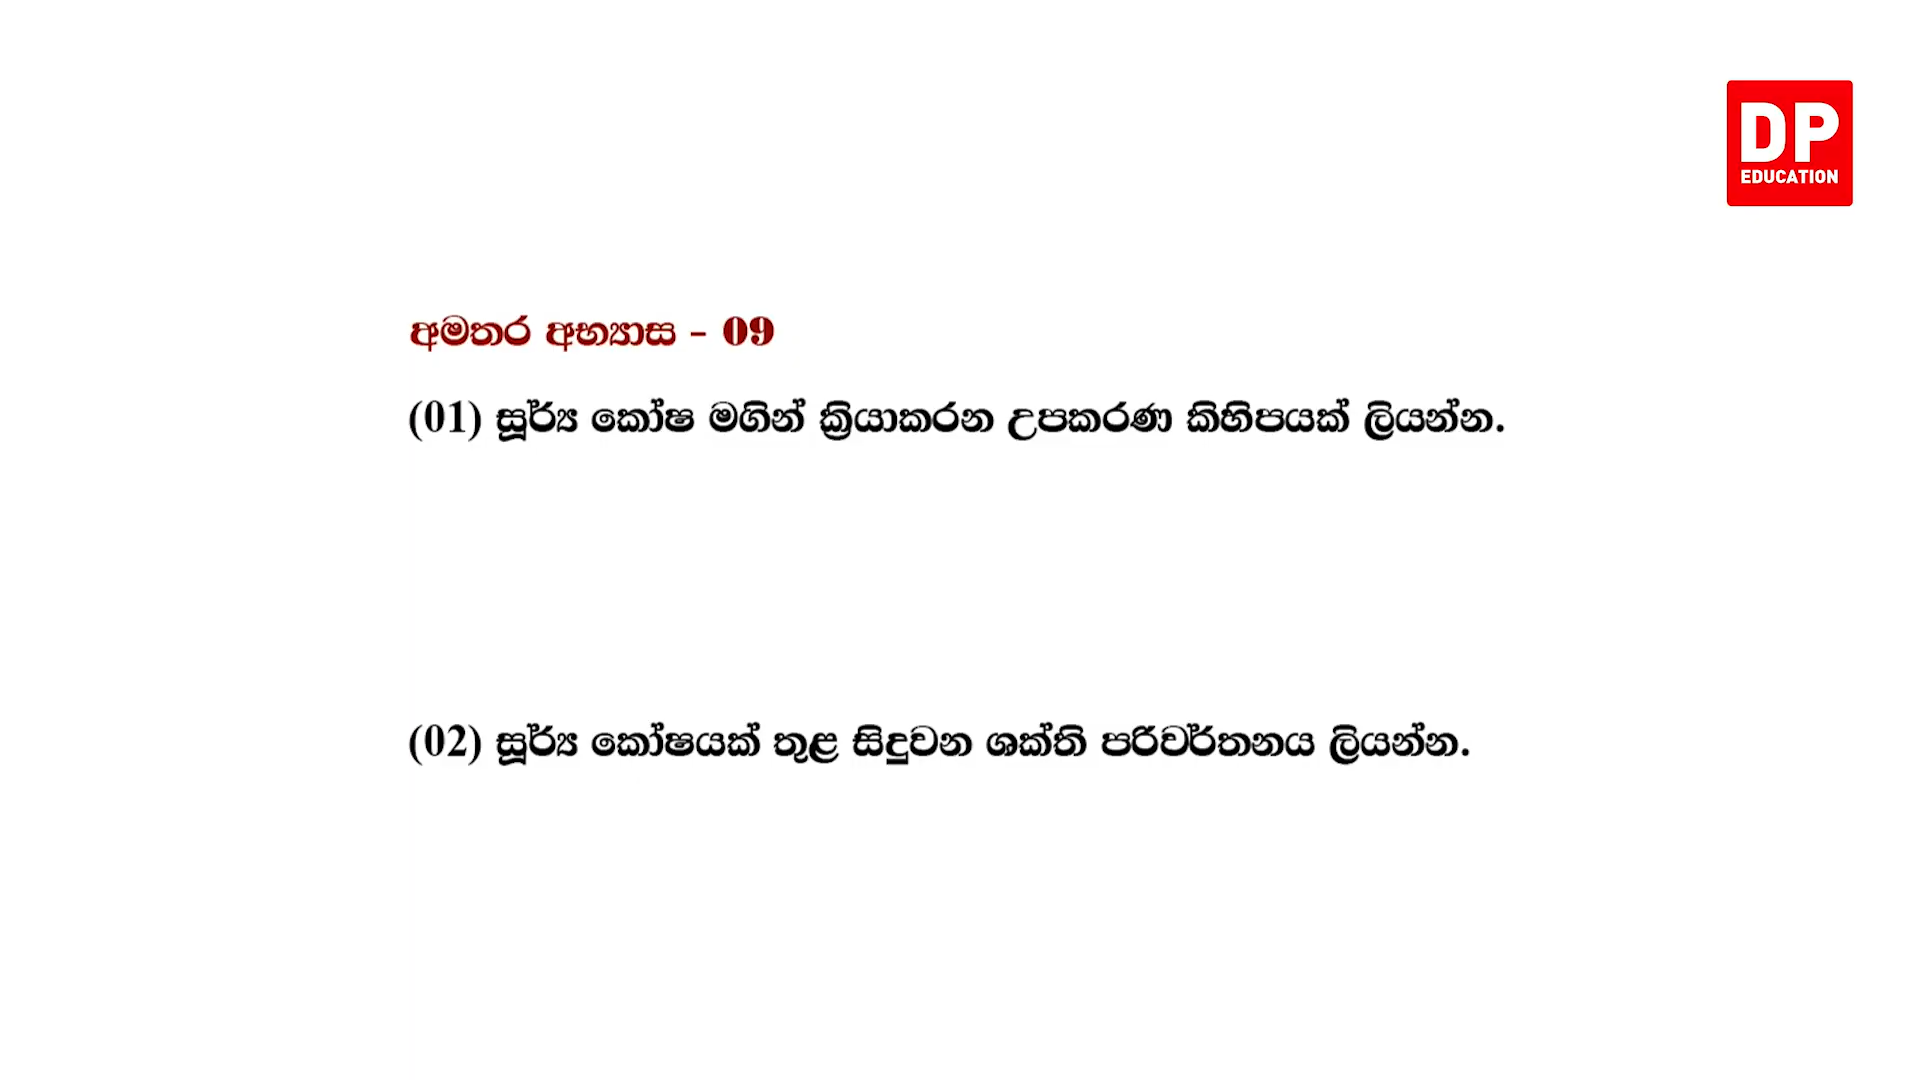 DP
EDUCATION
අමතර අභ්‍යාස - 09
(01) සූර්ය කෝෂ මගින් ක්‍රියාකරන උපකරණ කිහිපයක් ලියන්න.
(02) සූර්ය කෝෂයක් තුළ සිදුවන ශක්ති පරිවර්තනය ලියන්න.